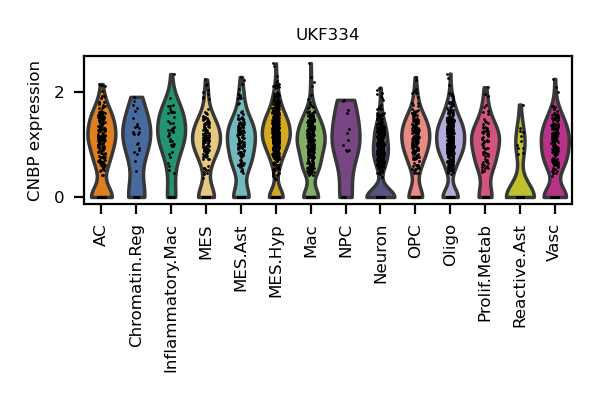 UKF334
CNBP expression
2
0
AC
Chromatin.Reg
Inflammatory.Mac
MES
MES.Ast
MES.Hyp
Mac
NPC
Neuron
OPC
Oligo
Prolif.Metab
Reactive.Ast
Vasc